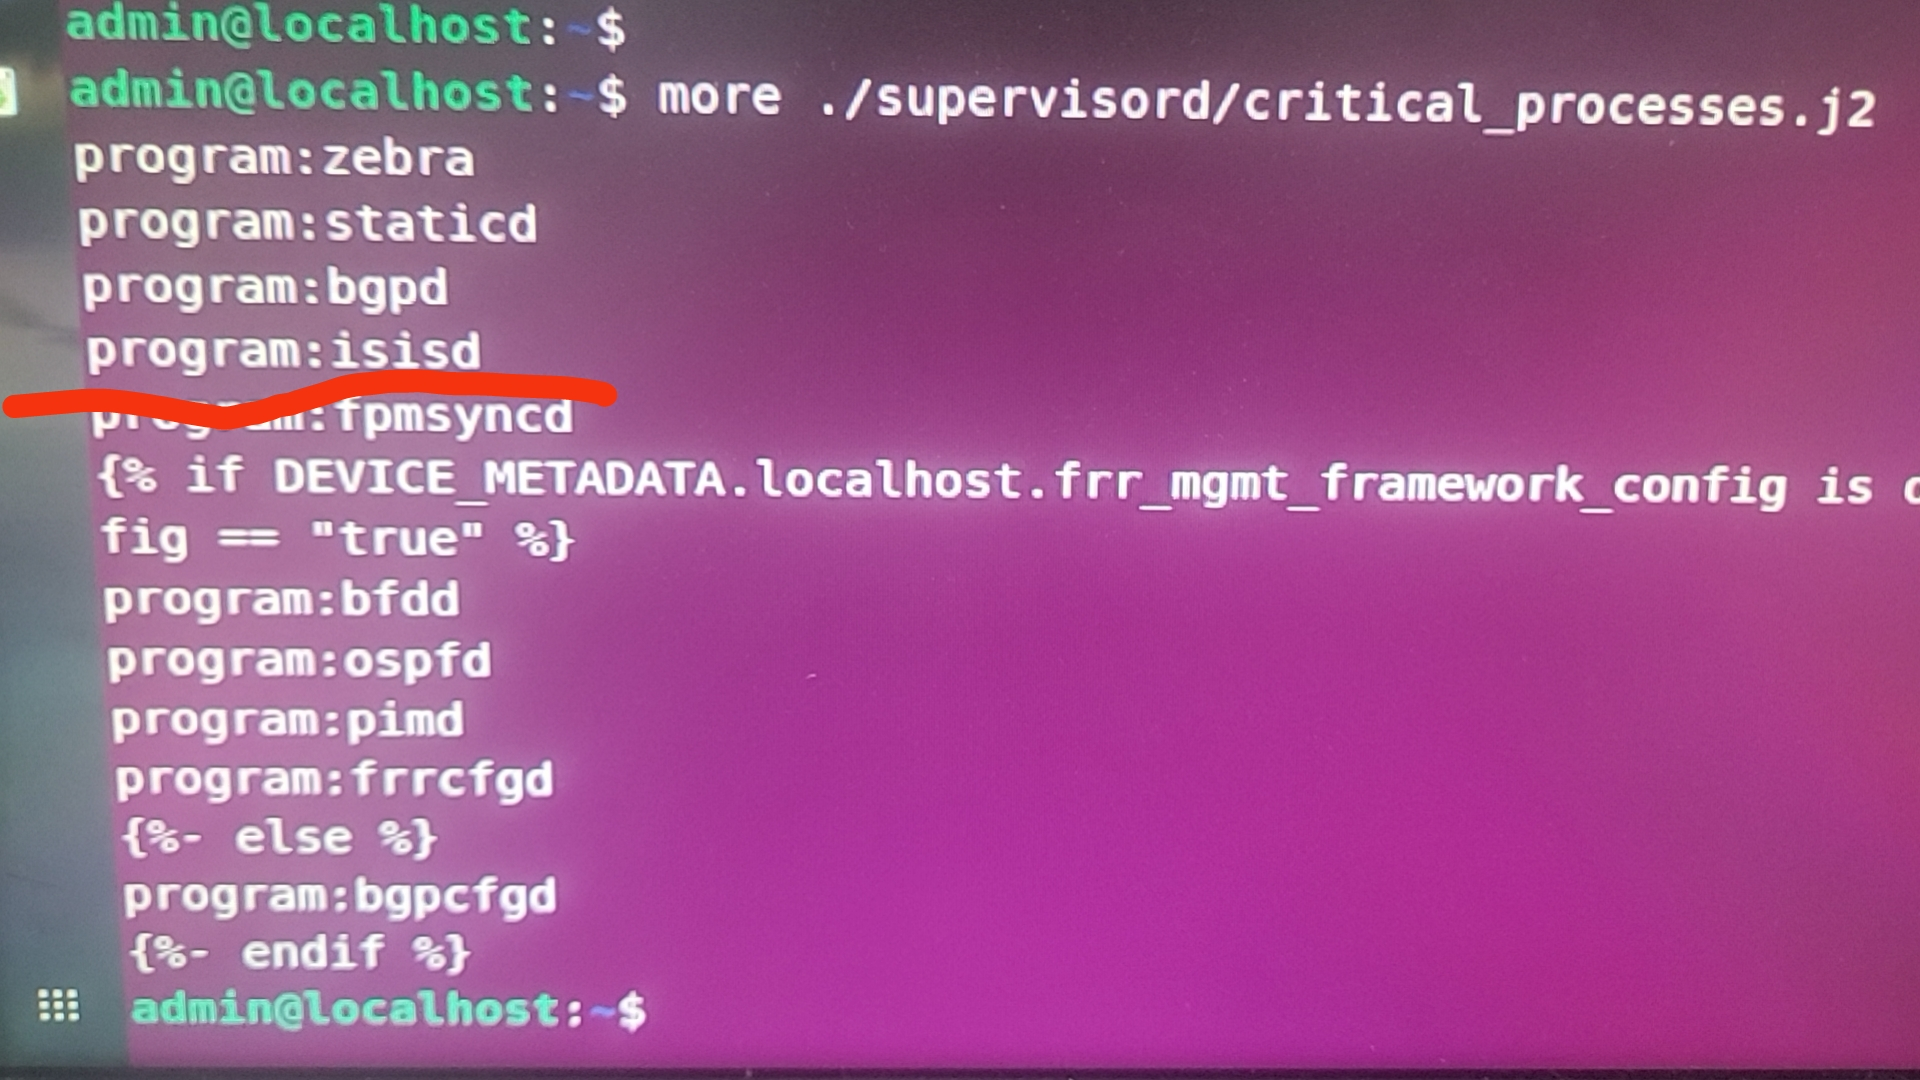 admin@localhost:~$
admin@localhost:~$ more ./supervisord/critical_processes.j2
program:zebra
program:staticd
program:bgpd
program:isisd
program:fpmsyncd
{% if DEVICE_METADATA.localhost.frr_mgmt_framework_config is
fig == "true" %}
program:bfdd
program:ospfd
program:pimd
program:frrcfgd
{%- else %}
program:bgpcfgd
{%- endif %}
admin@localhost:~$